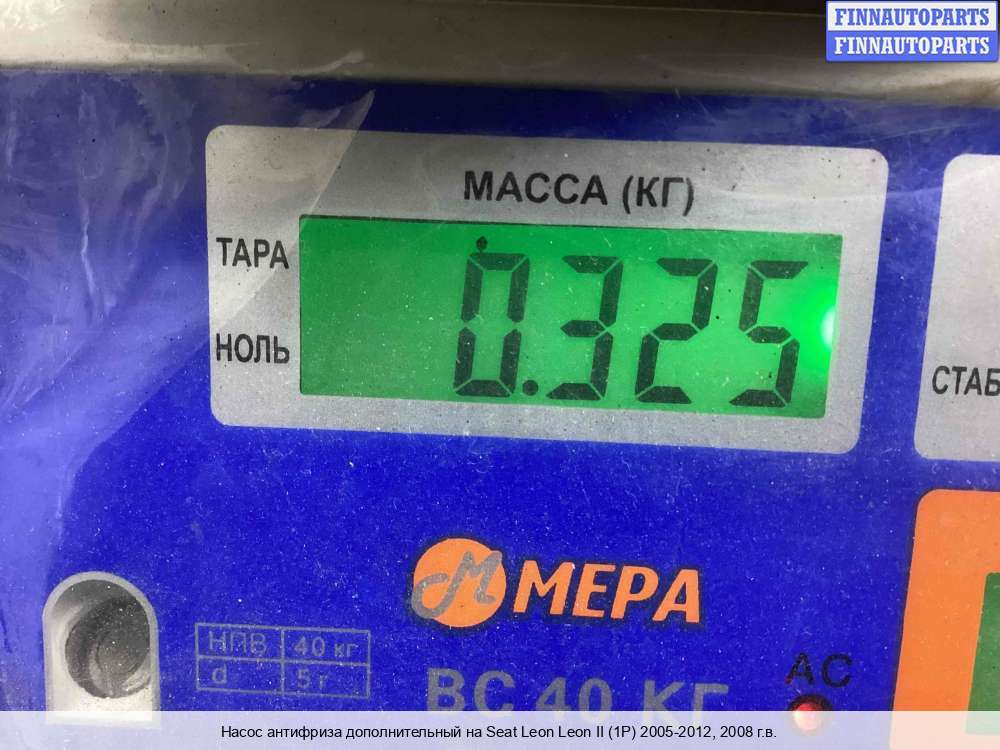 FINNAUTOPARTS
FINNAUTOPARTS
МАССА (КГ)
ТАРА
0.325
НОЛЬ
СТАБ
МЕРА
НПВ 40 кг
d 5 г
ВС 40 КГ
АС
Насос антифриза дополнительный на Seat Leon Leon II (1P) 2005-2012, 2008 г.в.